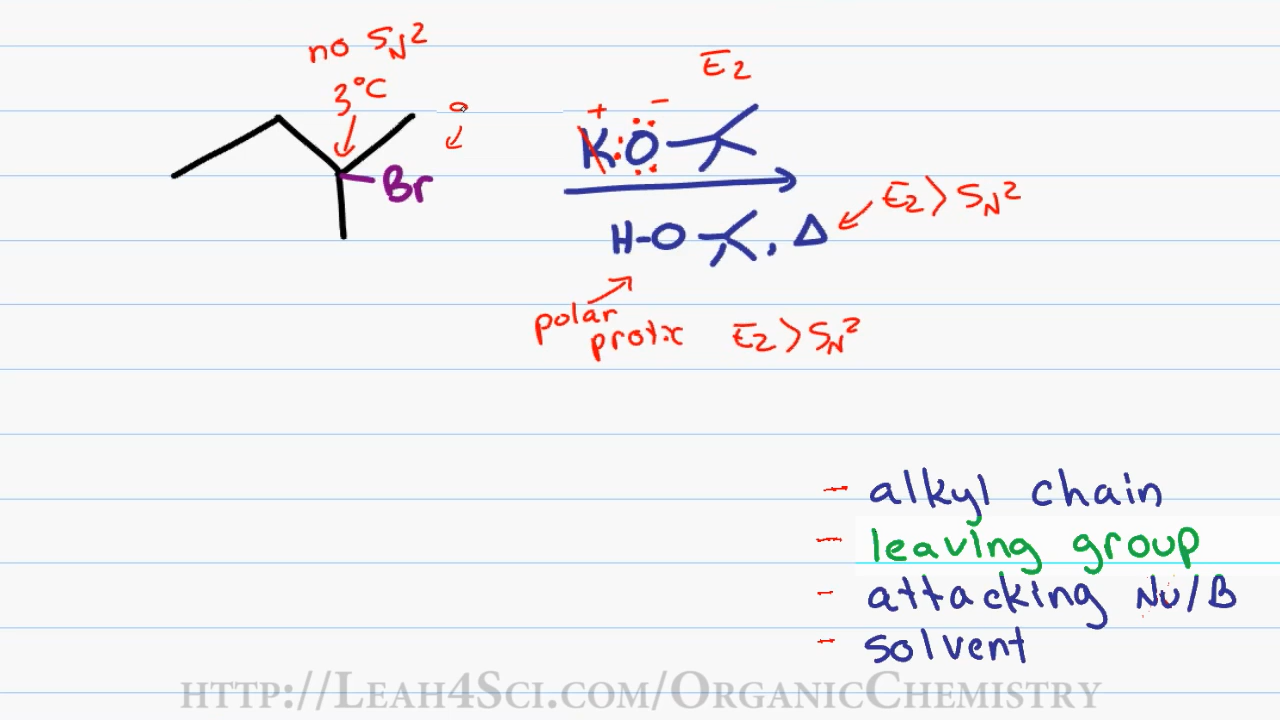 no SN2
3°C
Br
E2
+ −
K:O
H-O , Δ
E2 > SN2
polar
protic E2 > SN2
- alkyl chain
- leaving group
- attacking Nu/B
- solvent
HTTP://LEAH4SCI.COM/ORGANICCHEMISTRY